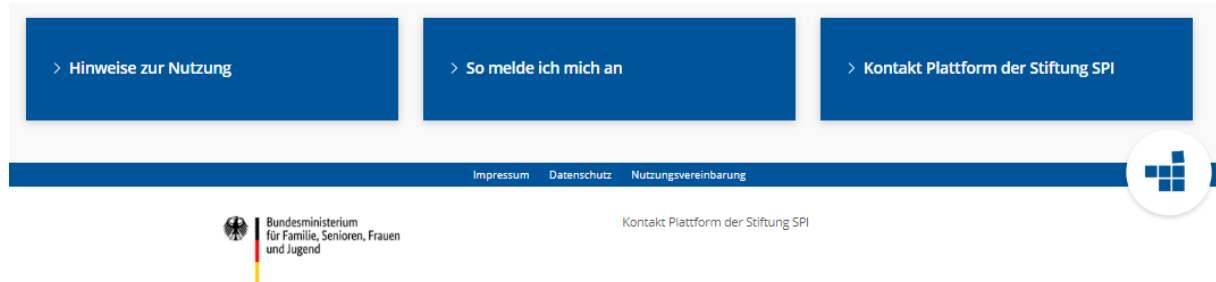 > Hinweise zur Nutzung
> So melde ich mich an
> Kontakt Plattform der Stiftung SPI
Impressum Datenschutz Nutzungsvereinbarung
Bundesministerium
für Familie, Senioren, Frauen
und Jugend
Kontakt Plattform der Stiftung SPI